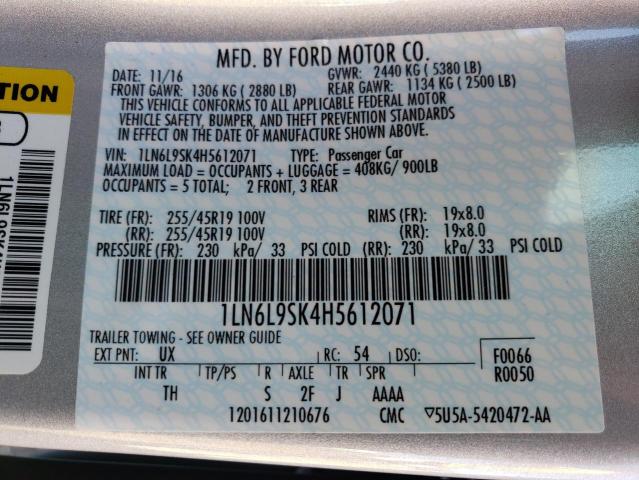 MFD. BY FORD MOTOR CO.
DATE: 11/16 GVWR: 2440 KG ( 5380 LB)
FRONT GAWR: 1306 KG ( 2880 LB) REAR GAWR: 1134 KG ( 2500 LB)
THIS VEHICLE CONFORMS TO ALL APPLICABLE FEDERAL MOTOR
VEHICLE SAFETY, BUMPER, AND THEFT PREVENTION STANDARDS
IN EFFECT ON THE DATE OF MANUFACTURE SHOWN ABOVE.
VIN: 1LN6L9SK4H5612071 TYPE: Passenger Car
MAXIMUM LOAD = OCCUPANTS + LUGGAGE = 408KG/ 900LB
OCCUPANTS = 5 TOTAL; 2 FRONT, 3 REAR
TIRE (FR): 255/45R19 100V RIMS (FR): 19x8.0
(RR): 255/45R19 100V (RR): 19x8.0
PRESSURE (FR): 230 kPa/ 33 PSI COLD (RR): 230 kPa/ 33 PSI COLD
1LN6L9SK4H5612071
TRAILER TOWING - SEE OWNER GUIDE
EXT PNT: UX RC: 54 DSO: F0066
INT TR TP/PS R AXLE TR SPR R0050
TH S 2F J AAAA
1201611210676 CMC ▽5U5A-5420472-AA
TION